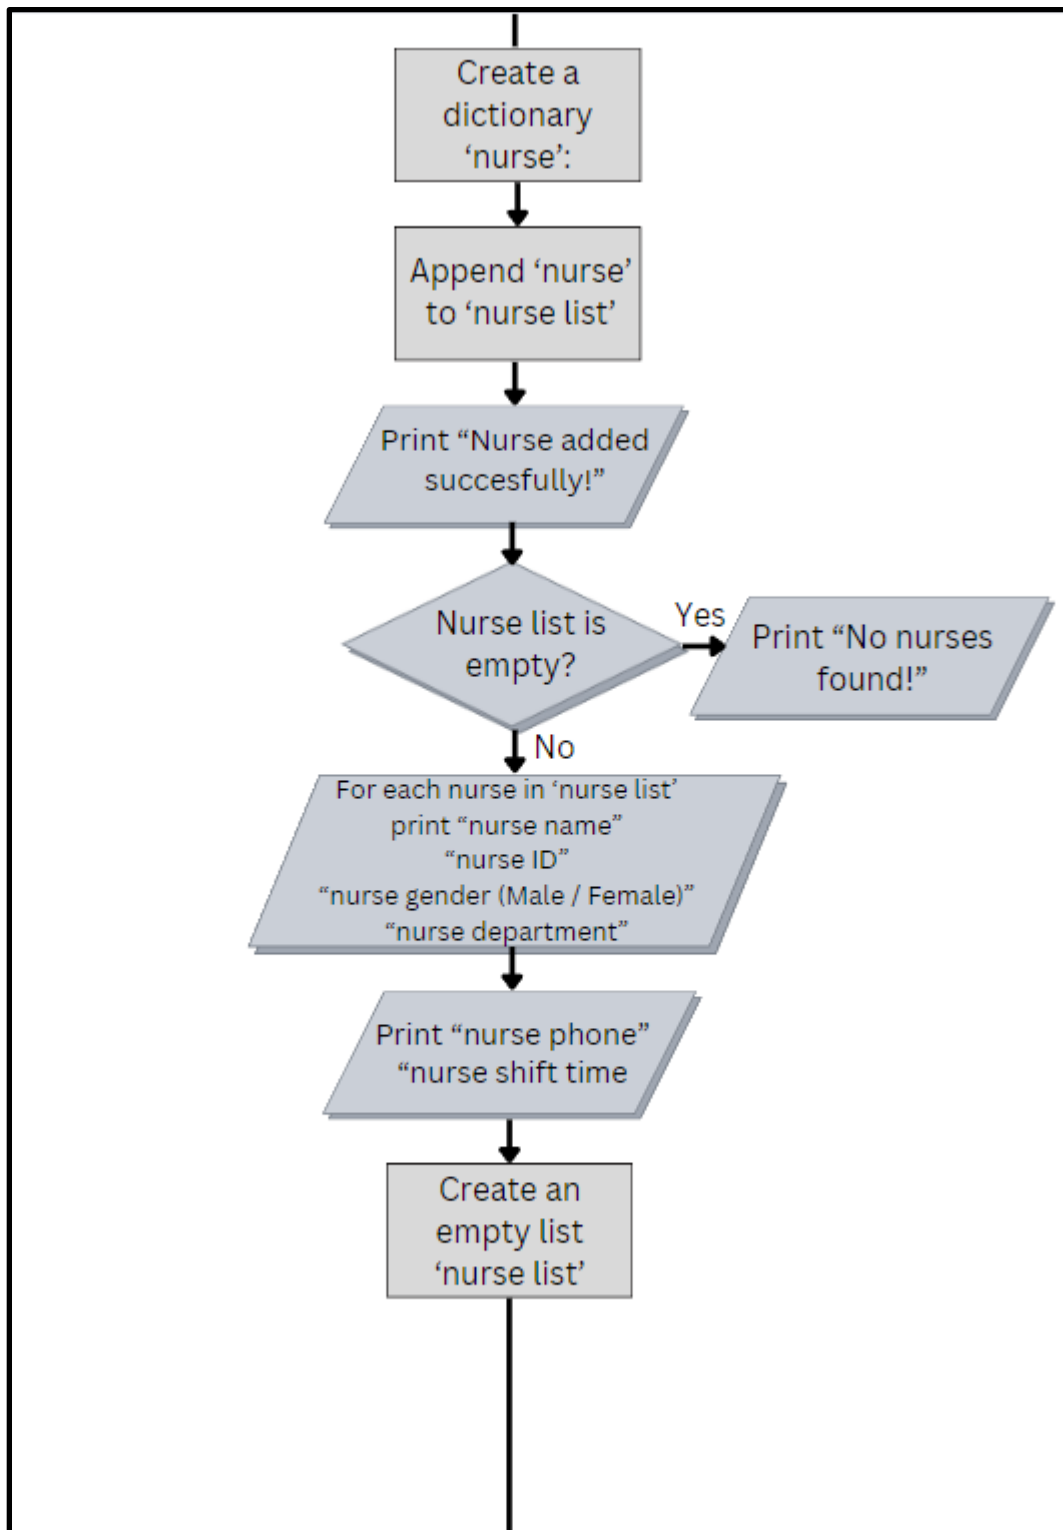 Create a
dictionary
‘nurse’:
Append ‘nurse’
to ‘nurse list’
Print “Nurse added
succesfully!”
Nurse list is
empty?
Yes
Print “No nurses
found!”
No
For each nurse in ‘nurse list’
print “nurse name”
“nurse ID”
“nurse gender (Male / Female)”
“nurse department”
Print “nurse phone”
“nurse shift time
Create an
empty list
‘nurse list’